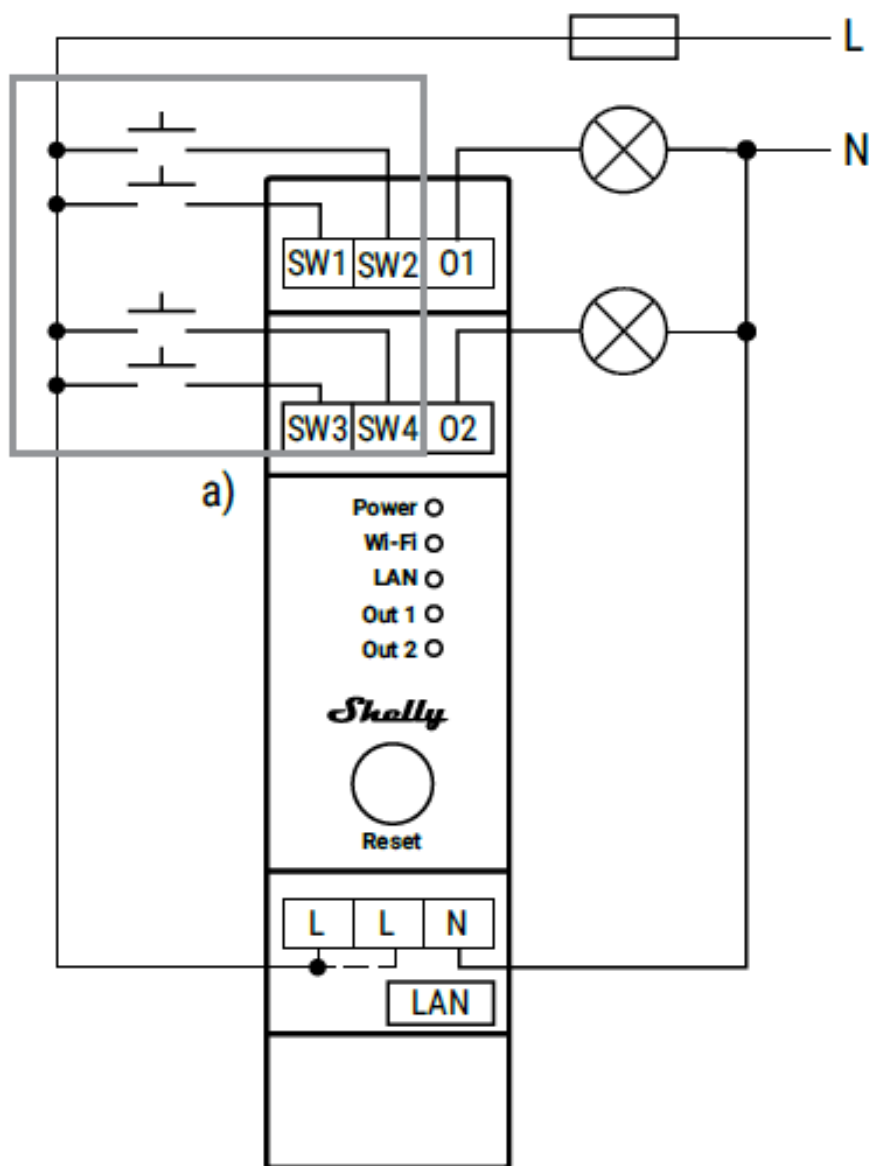 L
N
SW1 SW2 O1
SW3 SW4 O2
a)
Power
Wi-Fi
LAN
Out 1
Out 2
Shelly
Reset
L L N
LAN